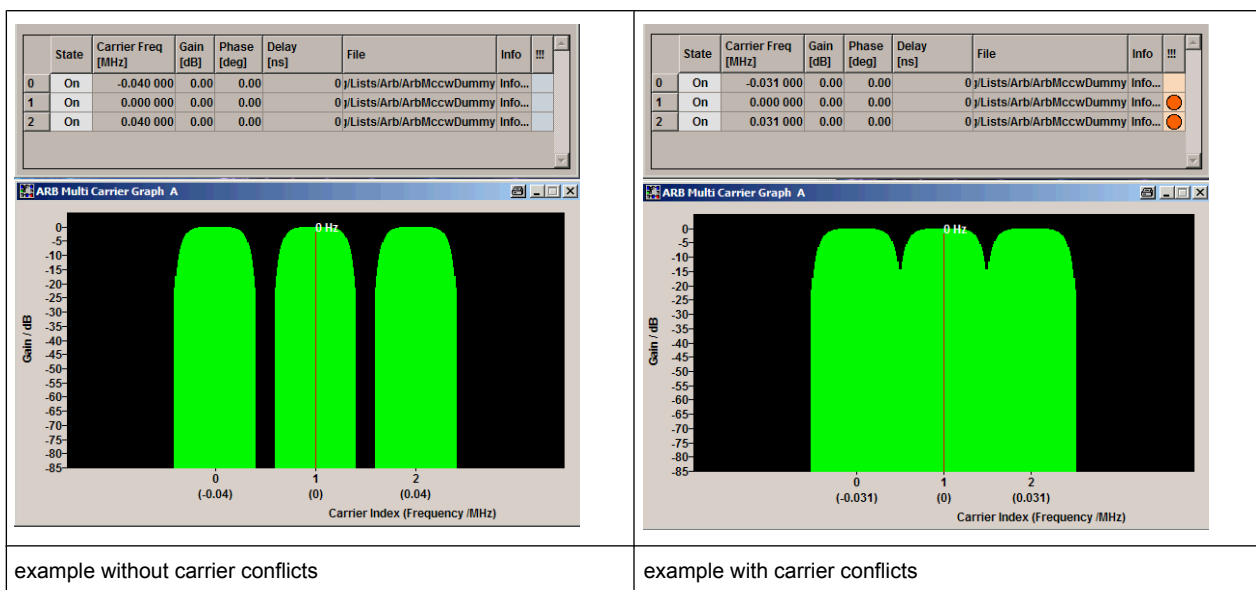 State Carrier Freq [MHz] Gain [dB] Phase [deg] Delay [ns] File Info !!!
0 On -0.040 000 0.00 0.00 0 /Lists/Arb/ArbMccwDummy Info...
1 On 0.000 000 0.00 0.00 0 /Lists/Arb/ArbMccwDummy Info...
2 On 0.040 000 0.00 0.00 0 /Lists/Arb/ArbMccwDummy Info...
ARB Multi Carrier Graph A
0 Hz
Gain / dB
0
-5
-10
-15
-20
-25
-30
-35
-40
-45
-50
-55
-60
-65
-70
-75
-80
-85
0 1 2
(-0.04) (0) (0.04)
Carrier Index (Frequency /MHz)
example without carrier conflicts
State Carrier Freq [MHz] Gain [dB] Phase [deg] Delay [ns] File Info !!!
0 On -0.031 000 0.00 0.00 0 /Lists/Arb/ArbMccwDummy Info...
1 On 0.000 000 0.00 0.00 0 /Lists/Arb/ArbMccwDummy Info...
2 On 0.031 000 0.00 0.00 0 /Lists/Arb/ArbMccwDummy Info...
ARB Multi Carrier Graph A
0 Hz
Gain / dB
0
-5
-10
-15
-20
-25
-30
-35
-40
-45
-50
-55
-60
-65
-70
-75
-80
-85
0 1 2
(-0.031) (0) (0.031)
Carrier Index (Frequency /MHz)
example with carrier conflicts